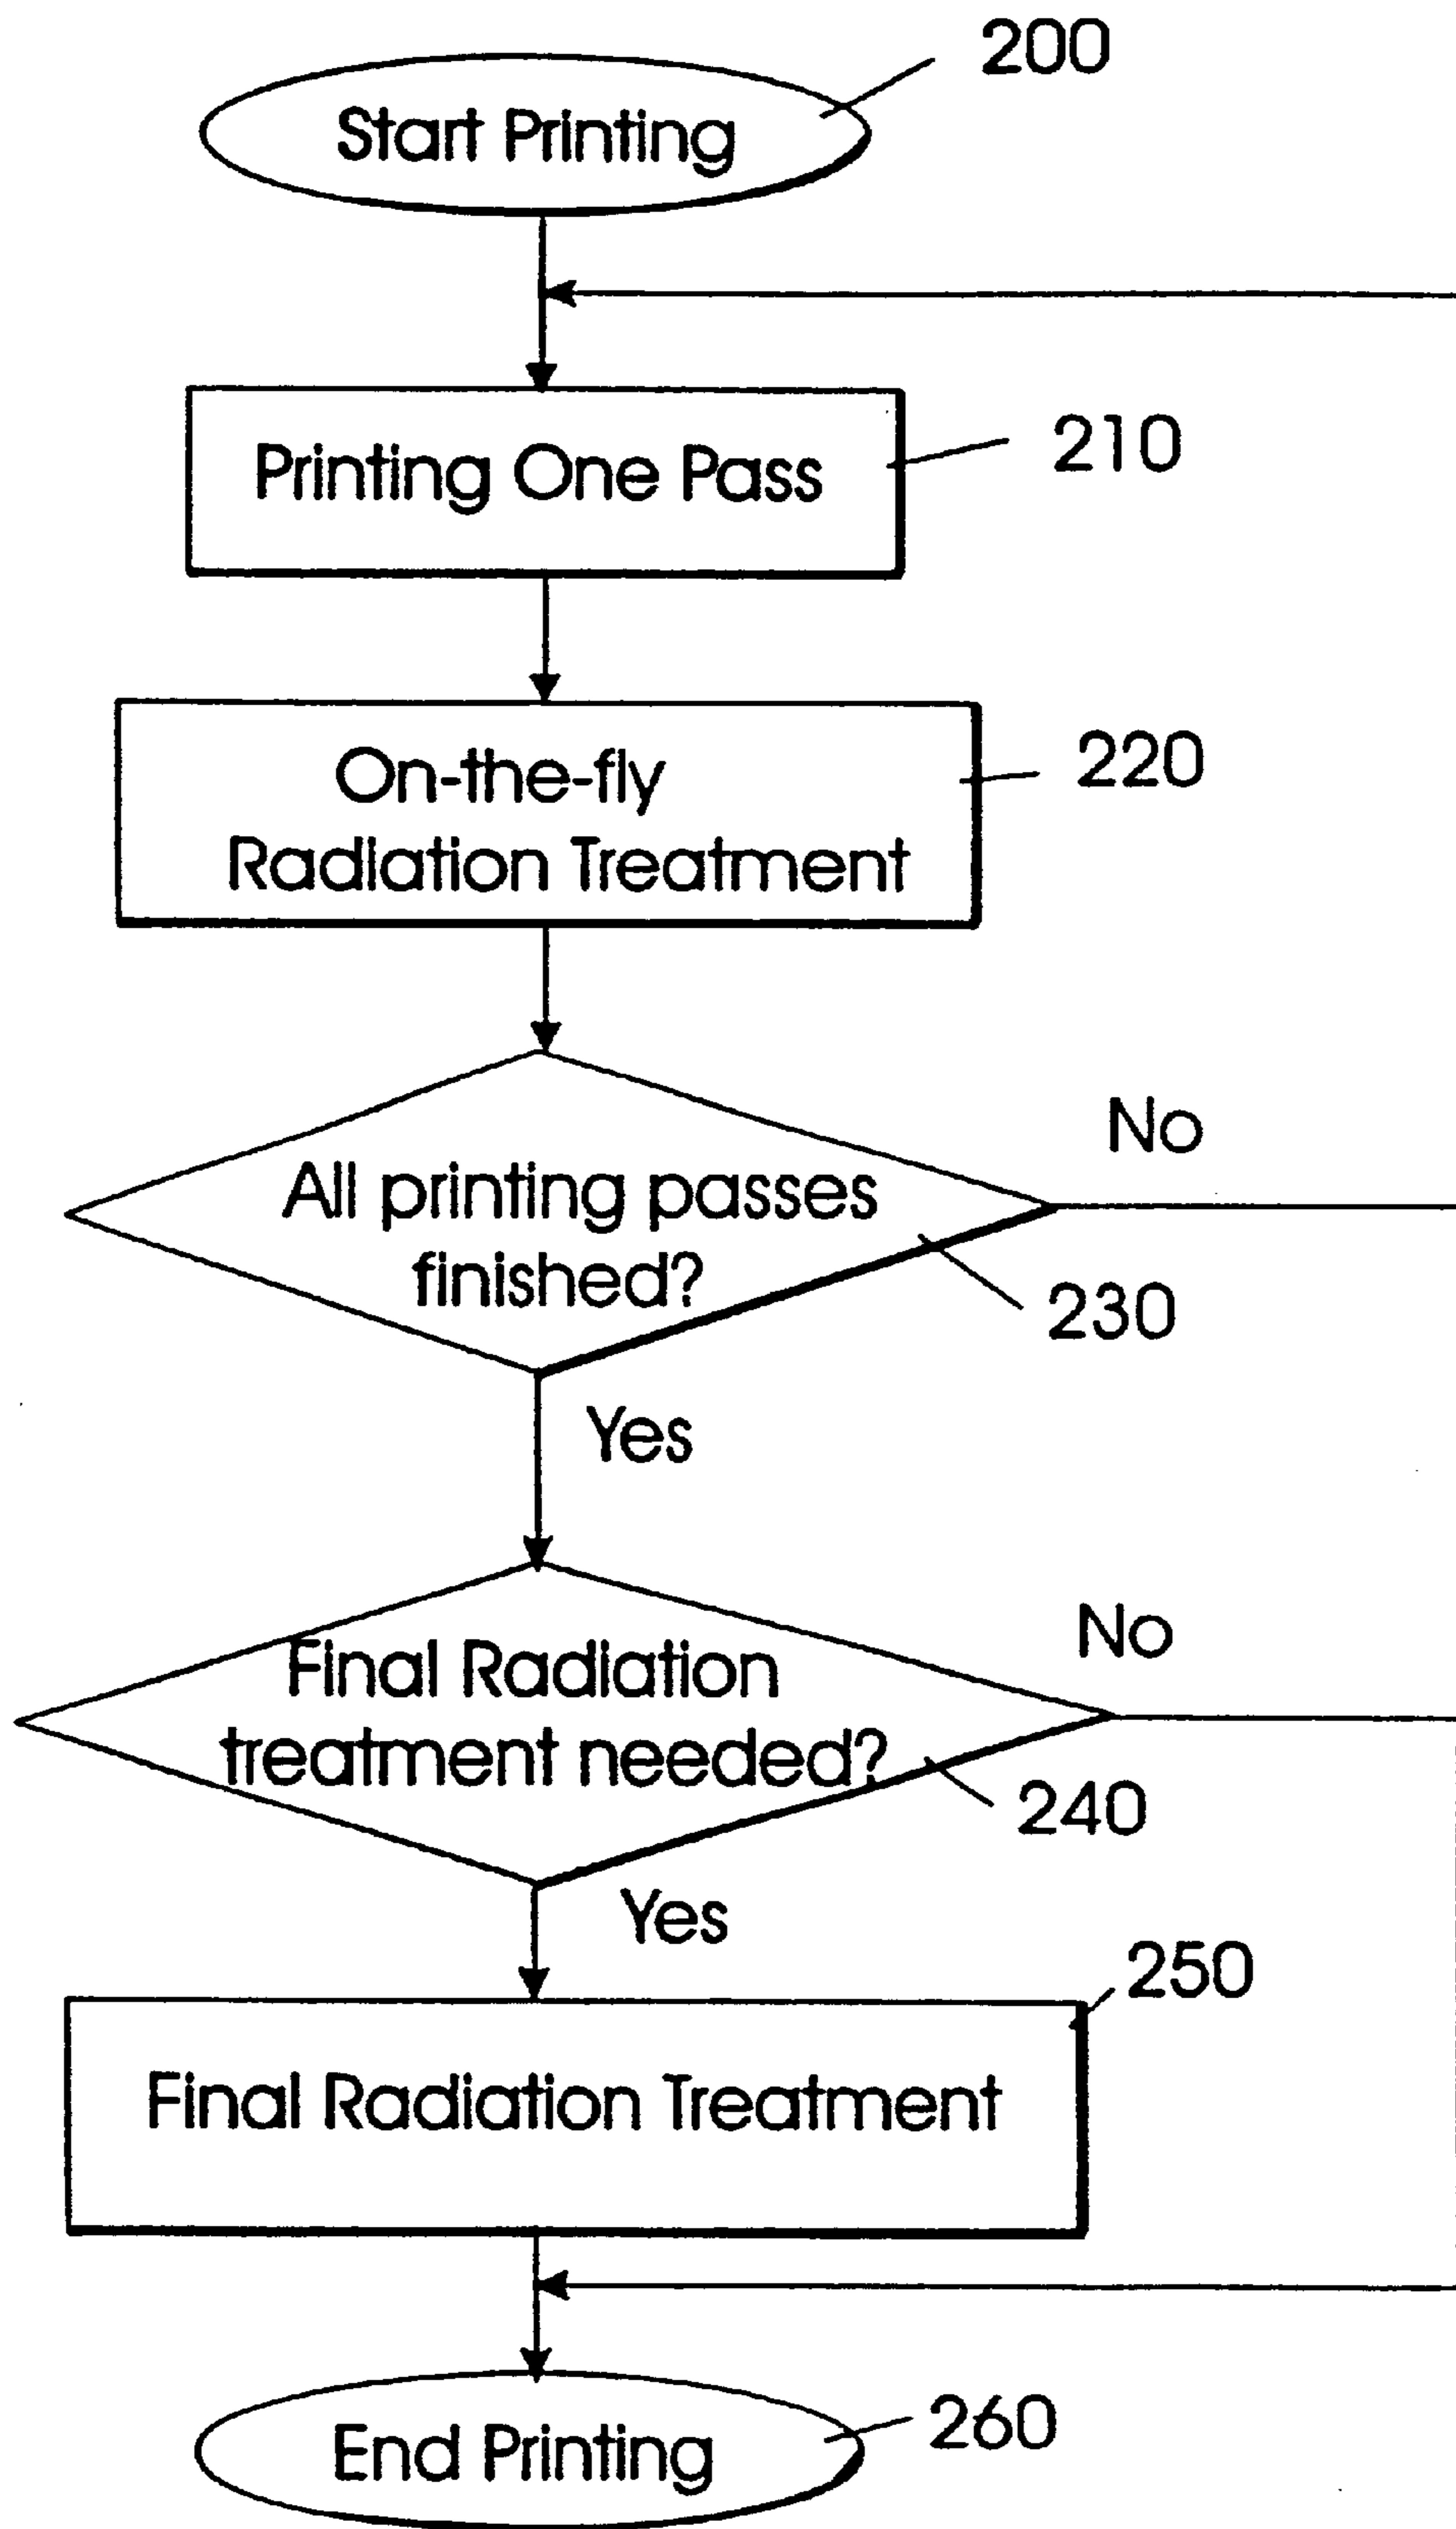 200
Start Printing
210
Printing One Pass
220
On-the-fly
Radiation Treatment
No
All printing passes
finished?
230
Yes
No
Final Radiation
treatment needed?
240
Yes
250
Final Radiation Treatment
260
End Printing